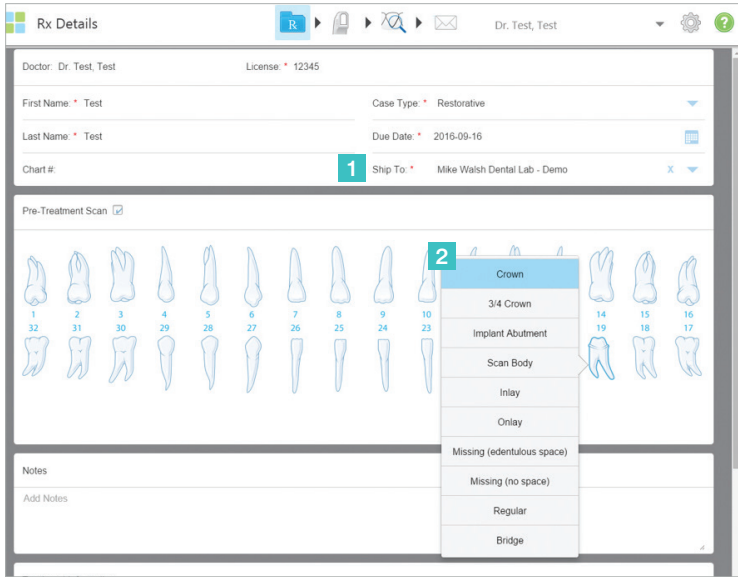 Rx Details
R
Dr. Test, Test
?
Doctor: Dr. Test, Test License: * 12345
First Name: * Test Case Type: * Restorative
Last Name: * Test Due Date: * 2016-09-16
Chart #: 1 Ship To: * Mike Walsh Dental Lab - Demo X
Pre-Treatment Scan
1 2 3 4 5 6 7 8 9 10 14 15 16
32 31 30 29 28 27 26 25 24 23 19 18 17
2
Crown
3/4 Crown
Implant Abutment
Scan Body
Inlay
Onlay
Missing (edentulous space)
Missing (no space)
Regular
Bridge
Notes
Add Notes